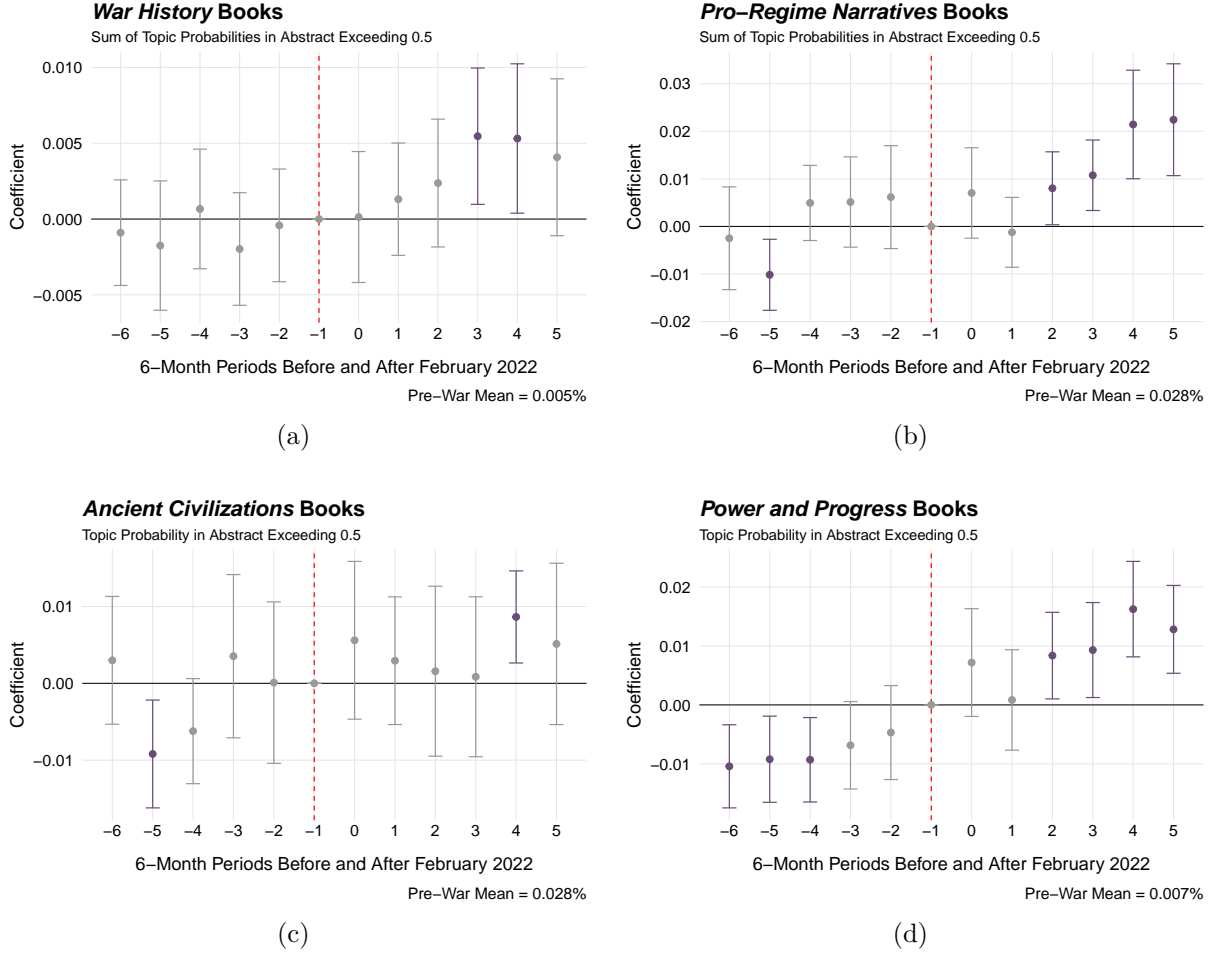 War History Books
Sum of Topic Probabilities in Abstract Exceeding 0.5
0.010
0.005
0.000
−0.005
Coefficient
−6 −5 −4 −3 −2 −1 0 1 2 3 4 5
6−Month Periods Before and After February 2022
Pre−War Mean = 0.005%
(a)
Pro−Regime Narratives Books
Sum of Topic Probabilities in Abstract Exceeding 0.5
0.03
0.02
0.01
0.00
−0.01
−0.02
Coefficient
−6 −5 −4 −3 −2 −1 0 1 2 3 4 5
6−Month Periods Before and After February 2022
Pre−War Mean = 0.028%
(b)
Ancient Civilizations Books
Topic Probability in Abstract Exceeding 0.5
0.01
0.00
−0.01
Coefficient
−6 −5 −4 −3 −2 −1 0 1 2 3 4 5
6−Month Periods Before and After February 2022
Pre−War Mean = 0.028%
(c)
Power and Progress Books
Topic Probability in Abstract Exceeding 0.5
0.02
0.01
0.00
−0.01
Coefficient
−6 −5 −4 −3 −2 −1 0 1 2 3 4 5
6−Month Periods Before and After February 2022
Pre−War Mean = 0.007%
(d)